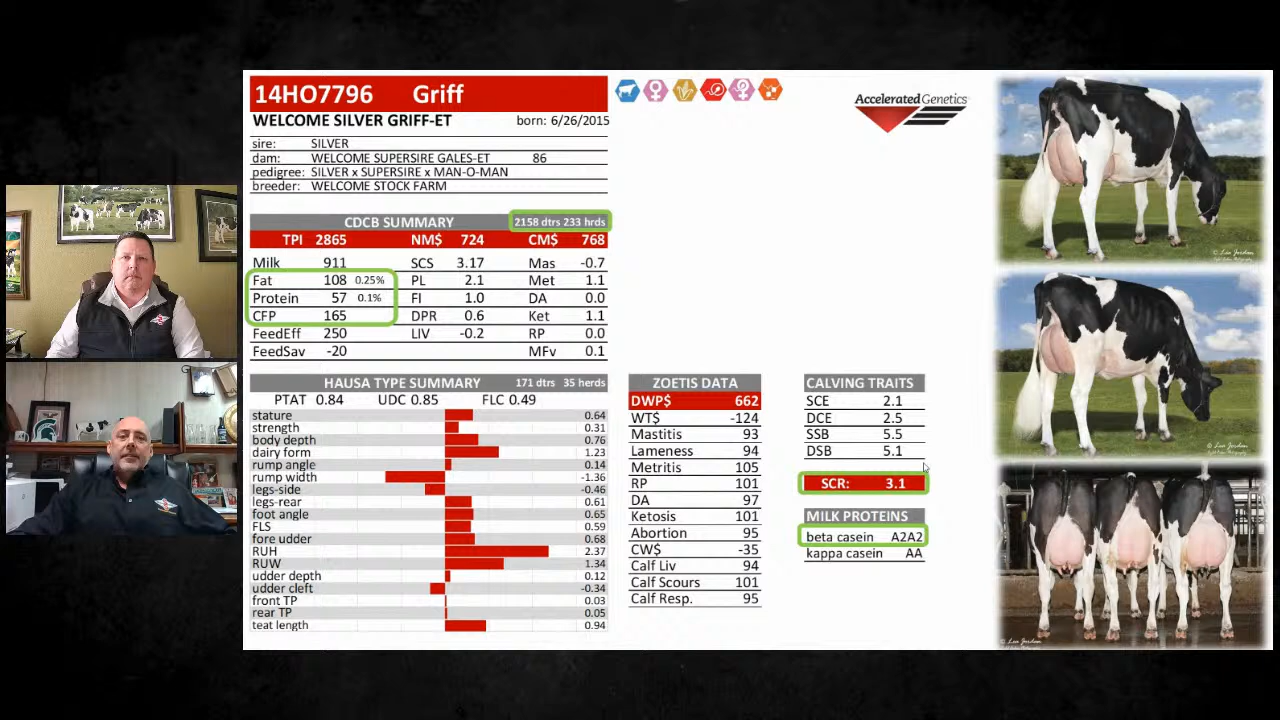 14HO7796 Griff
WELCOME SILVER GRIFF-ET born: 6/26/2015
sire: SILVER
dam: WELCOME SUPERSIRE GALES-ET 86
pedigree: SILVER x SUPERSIRE x MAN-O-MAN
breeder: WELCOME STOCK FARM
CDCB SUMMARY 2158 dtrs 233 hrds
TPI 2865 NM$ 724 CM$ 768
Milk 911 SCS 3.17 Mas -0.7
Fat 108 0.25% PL 2.1 Met 1.1
Protein 57 0.1% FI 1.0 DA 0.0
CFP 165 DPR 0.6 Ket 1.1
FeedEff 250 LIV -0.2 RP 0.0
FeedSav -20 MFv 0.1
HAUSA TYPE SUMMARY 171 dtrs 35 herds
PTAT 0.84 UDC 0.85 FLC 0.49
stature 0.64
strength 0.31
body depth 0.76
dairy form 1.23
rump angle 0.14
rump width -1.36
legs-side -0.46
legs-rear 0.61
foot angle 0.65
FLS 0.59
fore udder 0.68
RUH 2.37
RUW 1.34
udder depth 0.12
udder cleft -0.34
front TP 0.03
rear TP 0.05
teat length 0.94
ZOETIS DATA
DWP$ 662
WT$ -124
Mastitis 93
Lameness 94
Metritis 105
RP 101
DA 97
Ketosis 101
Abortion 95
CW$ -35
Calf Liv 94
Calf Scours 101
Calf Resp. 95
Accelerated Genetics
CALVING TRAITS
SCE 2.1
DCE 2.5
SSB 5.5
DSB 5.1
SCR: 3.1
MILK PROTEINS
beta casein A2A2
kappa casein AA